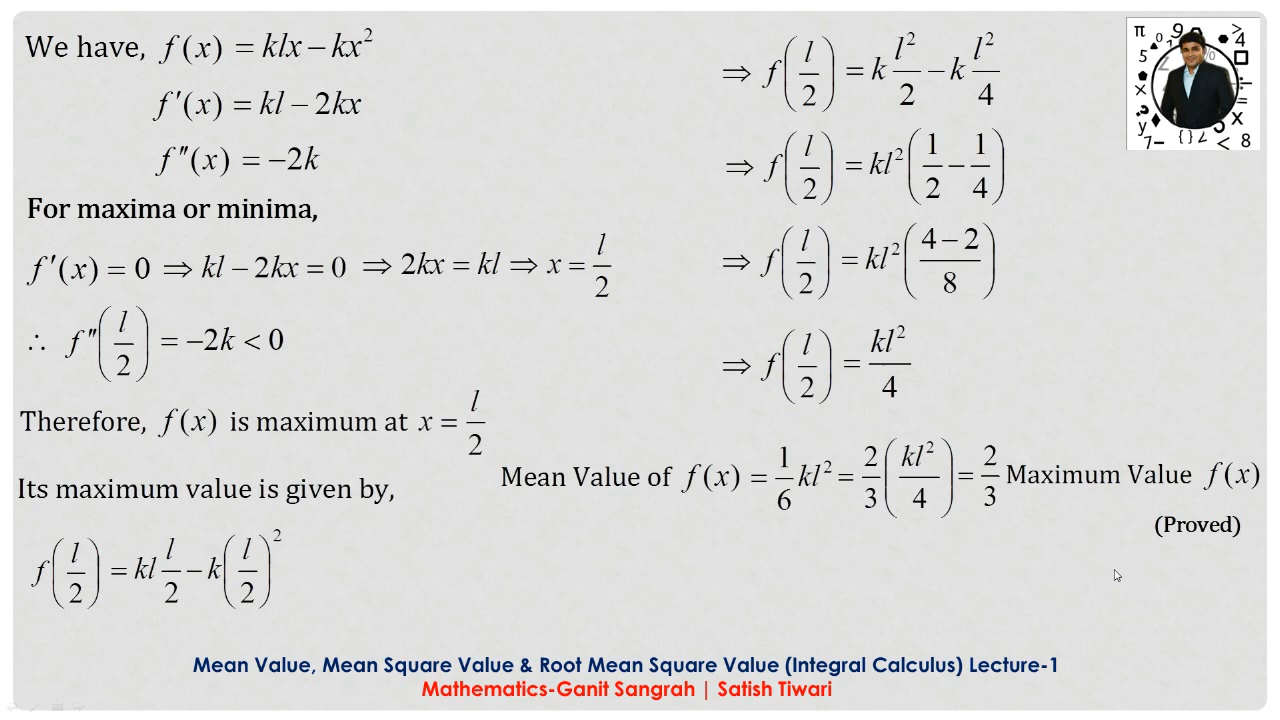 We have, f(x) = klx − kx²
f′(x) = kl − 2kx
f″(x) = −2k
For maxima or minima,
f′(x) = 0 ⇒ kl − 2kx = 0 ⇒ 2kx = kl ⇒ x = l/2
∴ f″(l/2) = −2k < 0
Therefore, f(x) is maximum at x = l/2
Its maximum value is given by,
f(l/2) = kl l/2 − k(l/2)²
⇒ f(l/2) = k l²/2 − k l²/4
⇒ f(l/2) = kl²(1/2 − 1/4)
⇒ f(l/2) = kl²((4 − 2)/8)
⇒ f(l/2) = kl²/4
Mean Value of f(x) = 1/6 kl² = 2/3 (kl²/4) = 2/3 Maximum Value f(x)
(Proved)
Mean Value, Mean Square Value & Root Mean Square Value (Integral Calculus) Lecture-1
Mathematics-Ganit Sangrah | Satish Tiwari